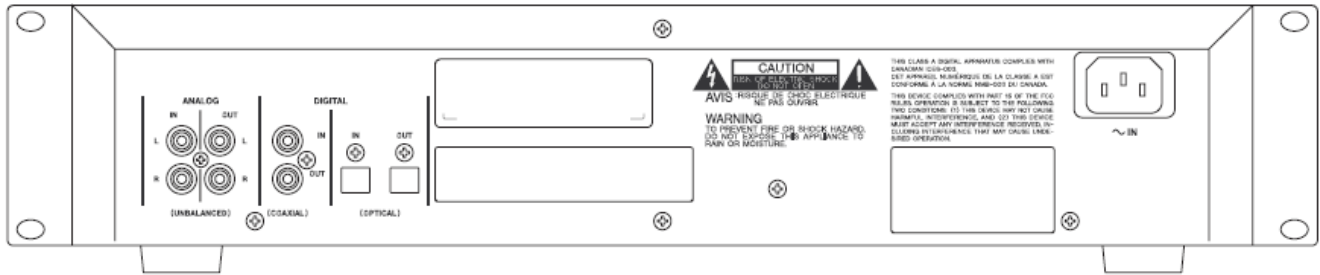 ANALOG
DIGITAL
IN
OUT
L
L
R
R
IN
OUT
IN
OUT
(UNBALANCED)
(COAXIAL)
(OPTICAL)
CAUTION
RISK OF ELECTRIC SHOCK
DO NOT OPEN
AVIS RISQUE DE CHOC ELECTRIQUE
NE PAS OUVRIR
WARNING
TO PREVENT FIRE OR SHOCK HAZARD.
DO NOT EXPOSE THIS APPLIANCE TO
RAIN OR MOISTURE.
THIS CLASS A DIGITAL APPARATUS COMPLIES WITH
CANADIAN ICES-003.
CET APPAREIL NUMÉRIQUE DE LA CLASSE A EST
CONFORME À LA NORME NMB-003 DU CANADA.
THIS DEVICE COMPLIES WITH PART 15 OF THE FCC
RULES OPERATION IS SUBJECT TO THE FOLLOWING
TWO CONDITIONS: (1) THIS DEVICE MAY NOT CAUSE
HARMFUL INTERFERENCE, AND (2) THIS DEVICE
MUST ACCEPT ANY INTERFERENCE RECEIVED, IN-
CLUDING INTERFERENCE THAT MAY CAUSE UNDE-
SIRED OPERATION.
～ IN